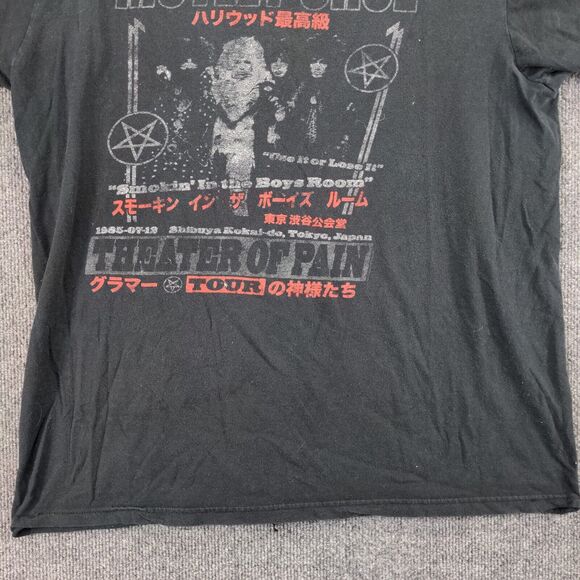 MÖTLEY CRÜE
ハリウッド最高級
"Use It or Lose It"
"Smokin' In the Boys Room"
スモーキン イン ザ ボーイズ ルーム
東京 渋谷公会堂
1985-07-12 Shibuya Kokai-do, Tokyo, Japan
THEATER OF PAIN
グラマー TOUR の神様たち